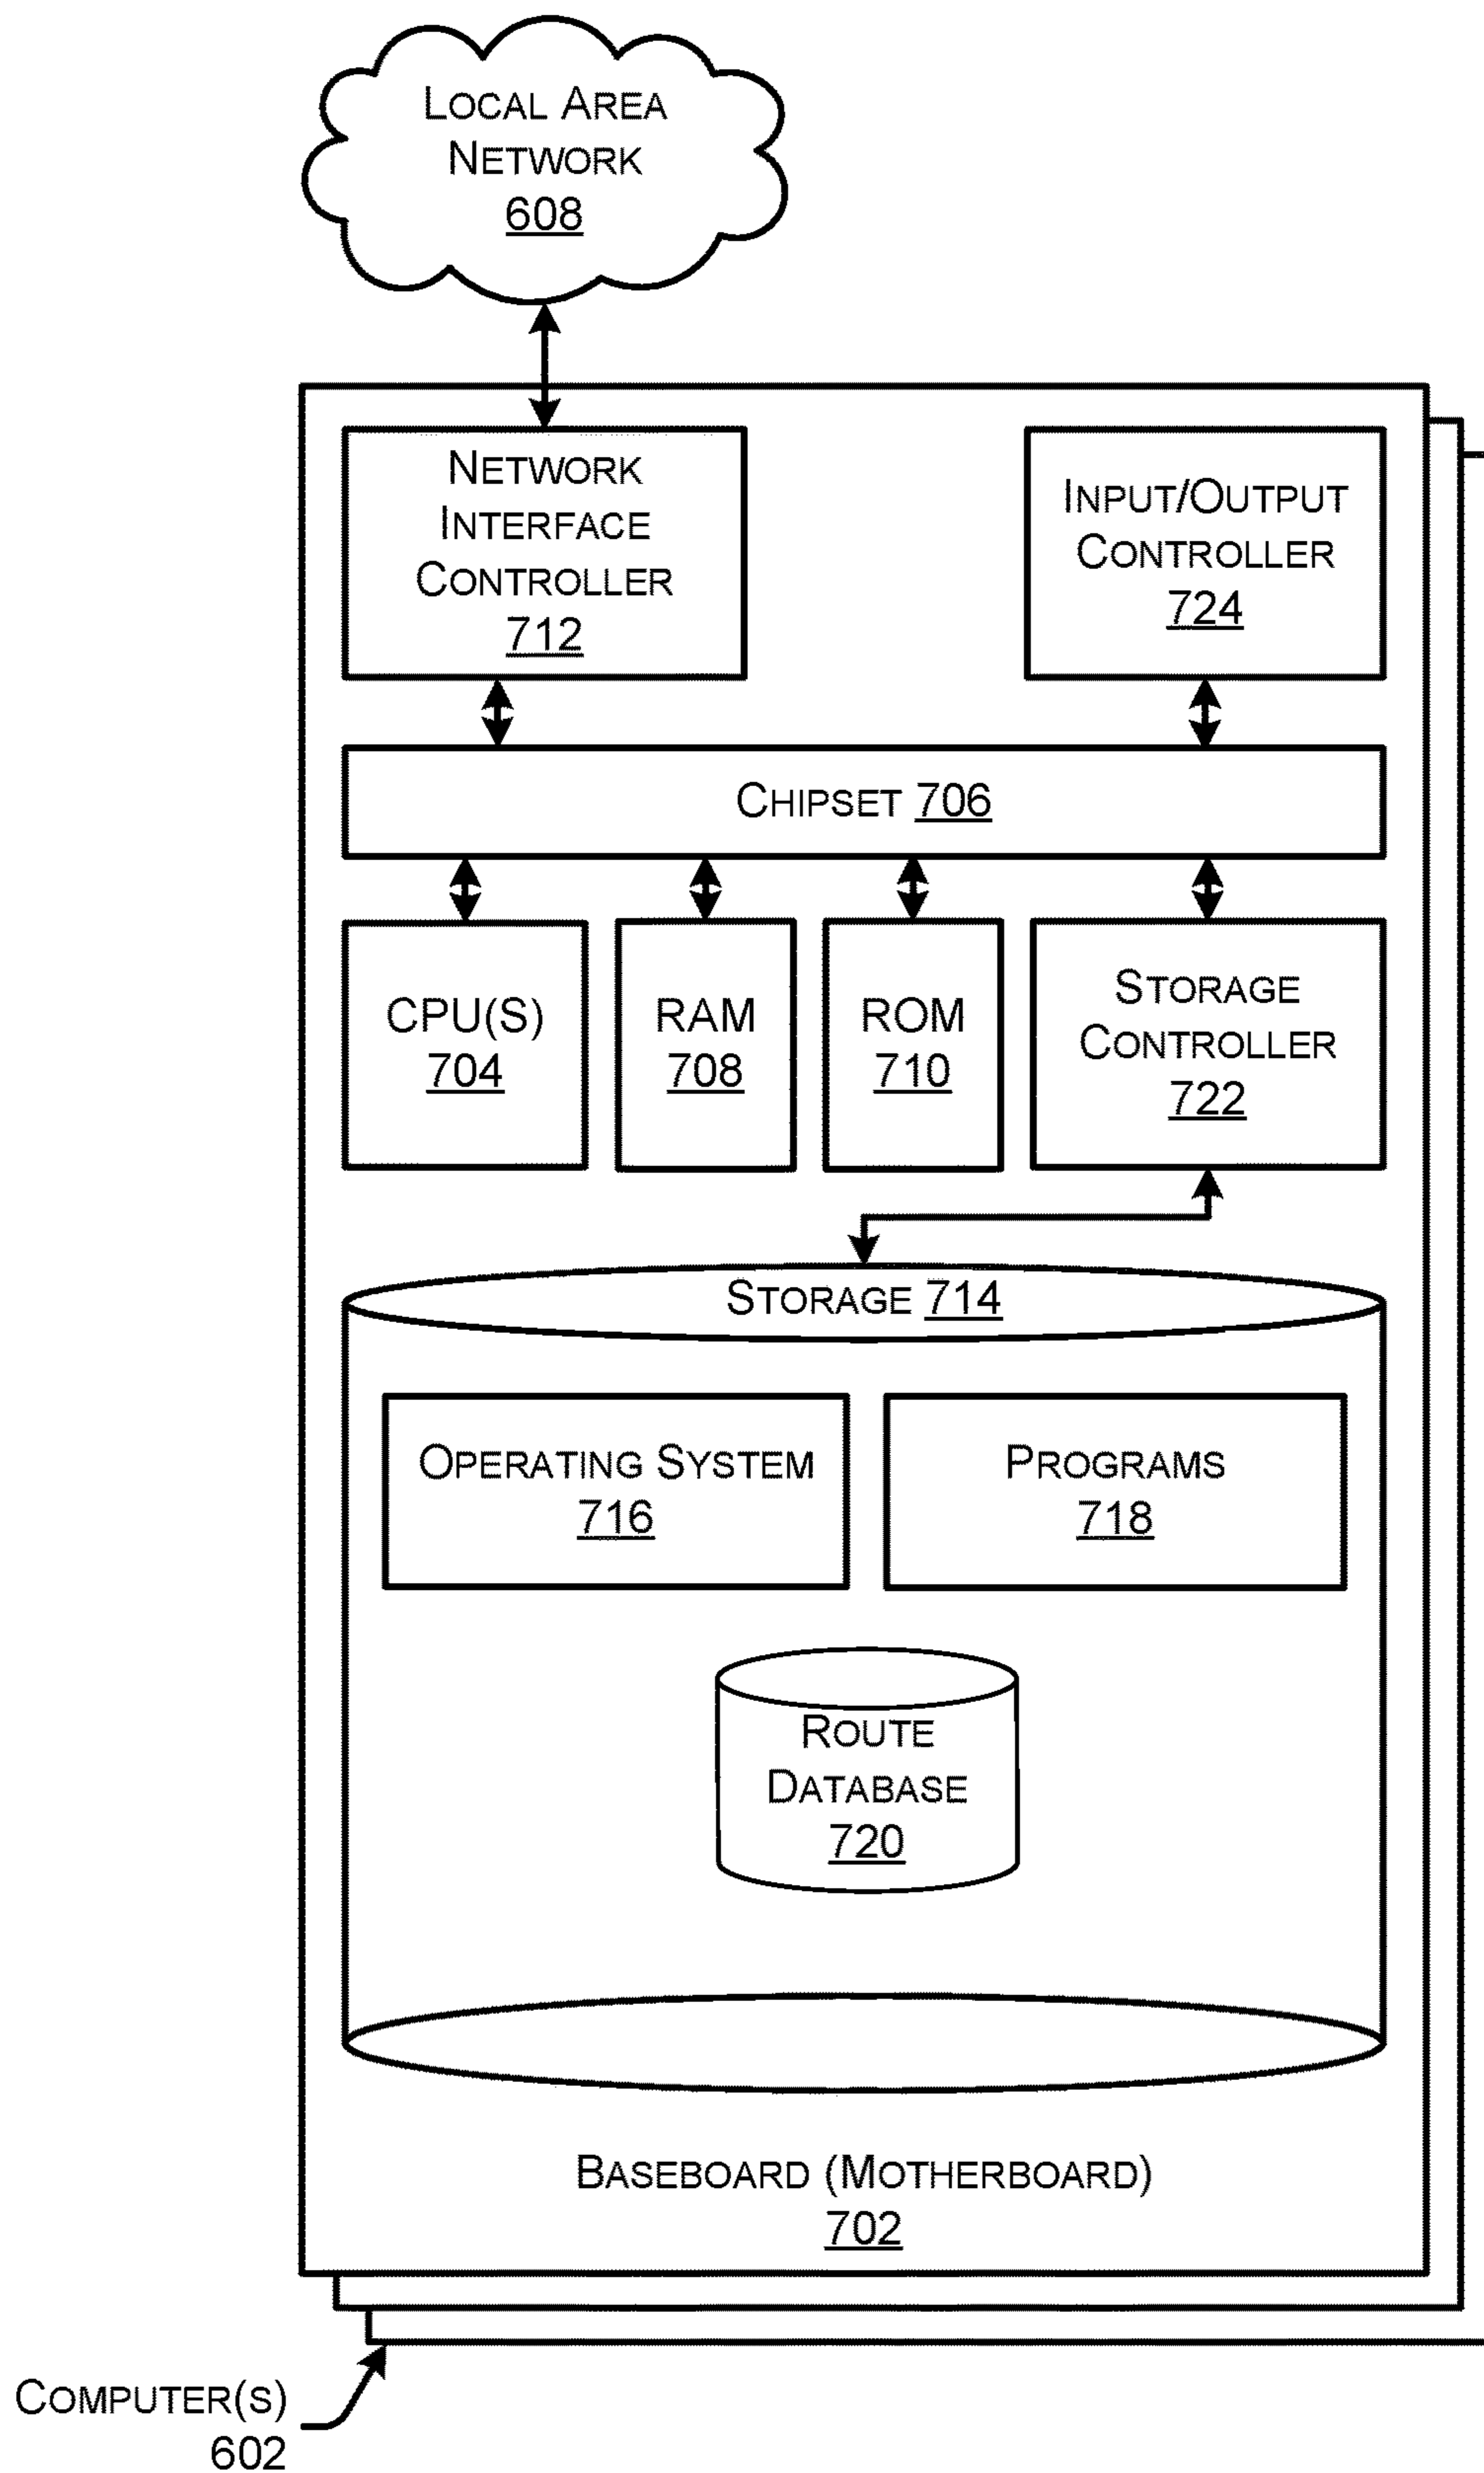 LOCAL AREA
NETWORK
608
NETWORK
INTERFACE
CONTROLLER
712
INPUT/OUTPUT
CONTROLLER
724
CHIPSET 706
CPU(S)
704
RAM
708
ROM
710
STORAGE
CONTROLLER
722
STORAGE 714
OPERATING SYSTEM
716
PROGRAMS
718
ROUTE
DATABASE
720
BASEBOARD (MOTHERBOARD)
702
COMPUTER(S)
602